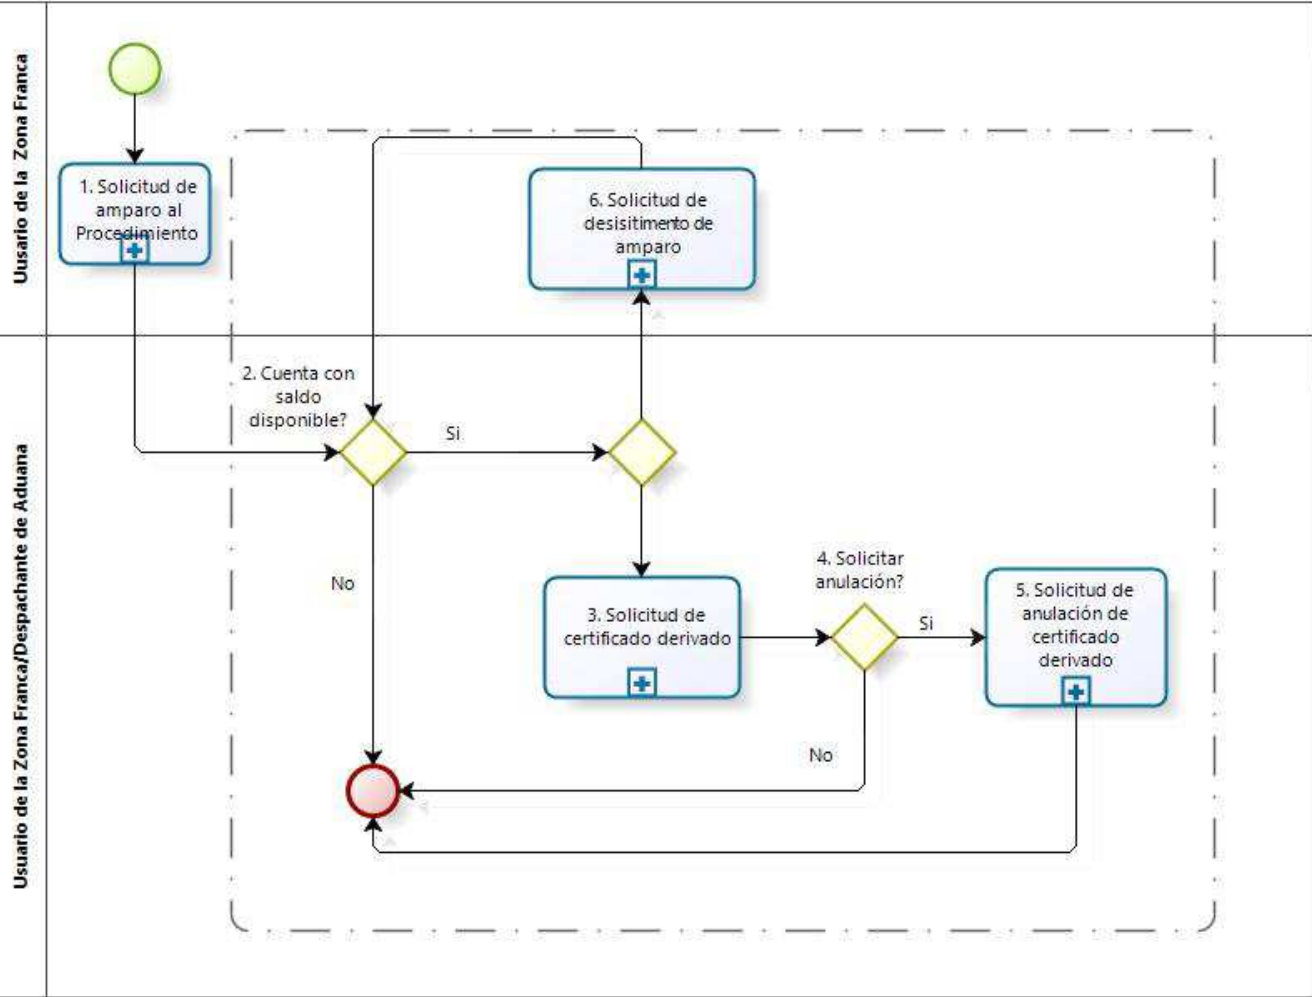 Uusario de la Zona Franca
1. Solicitud de
amparo al
Procedimiento
6. Solicitud de
desisitimento de
amparo
Usuario de la Zona Franca/Despachante de Aduana
2. Cuenta con
saldo
disponible?
Si
No
3. Solicitud de
certificado derivado
4. Solicitar
anulación?
Si
No
5. Solicitud de
anulación de
certificado
derivado